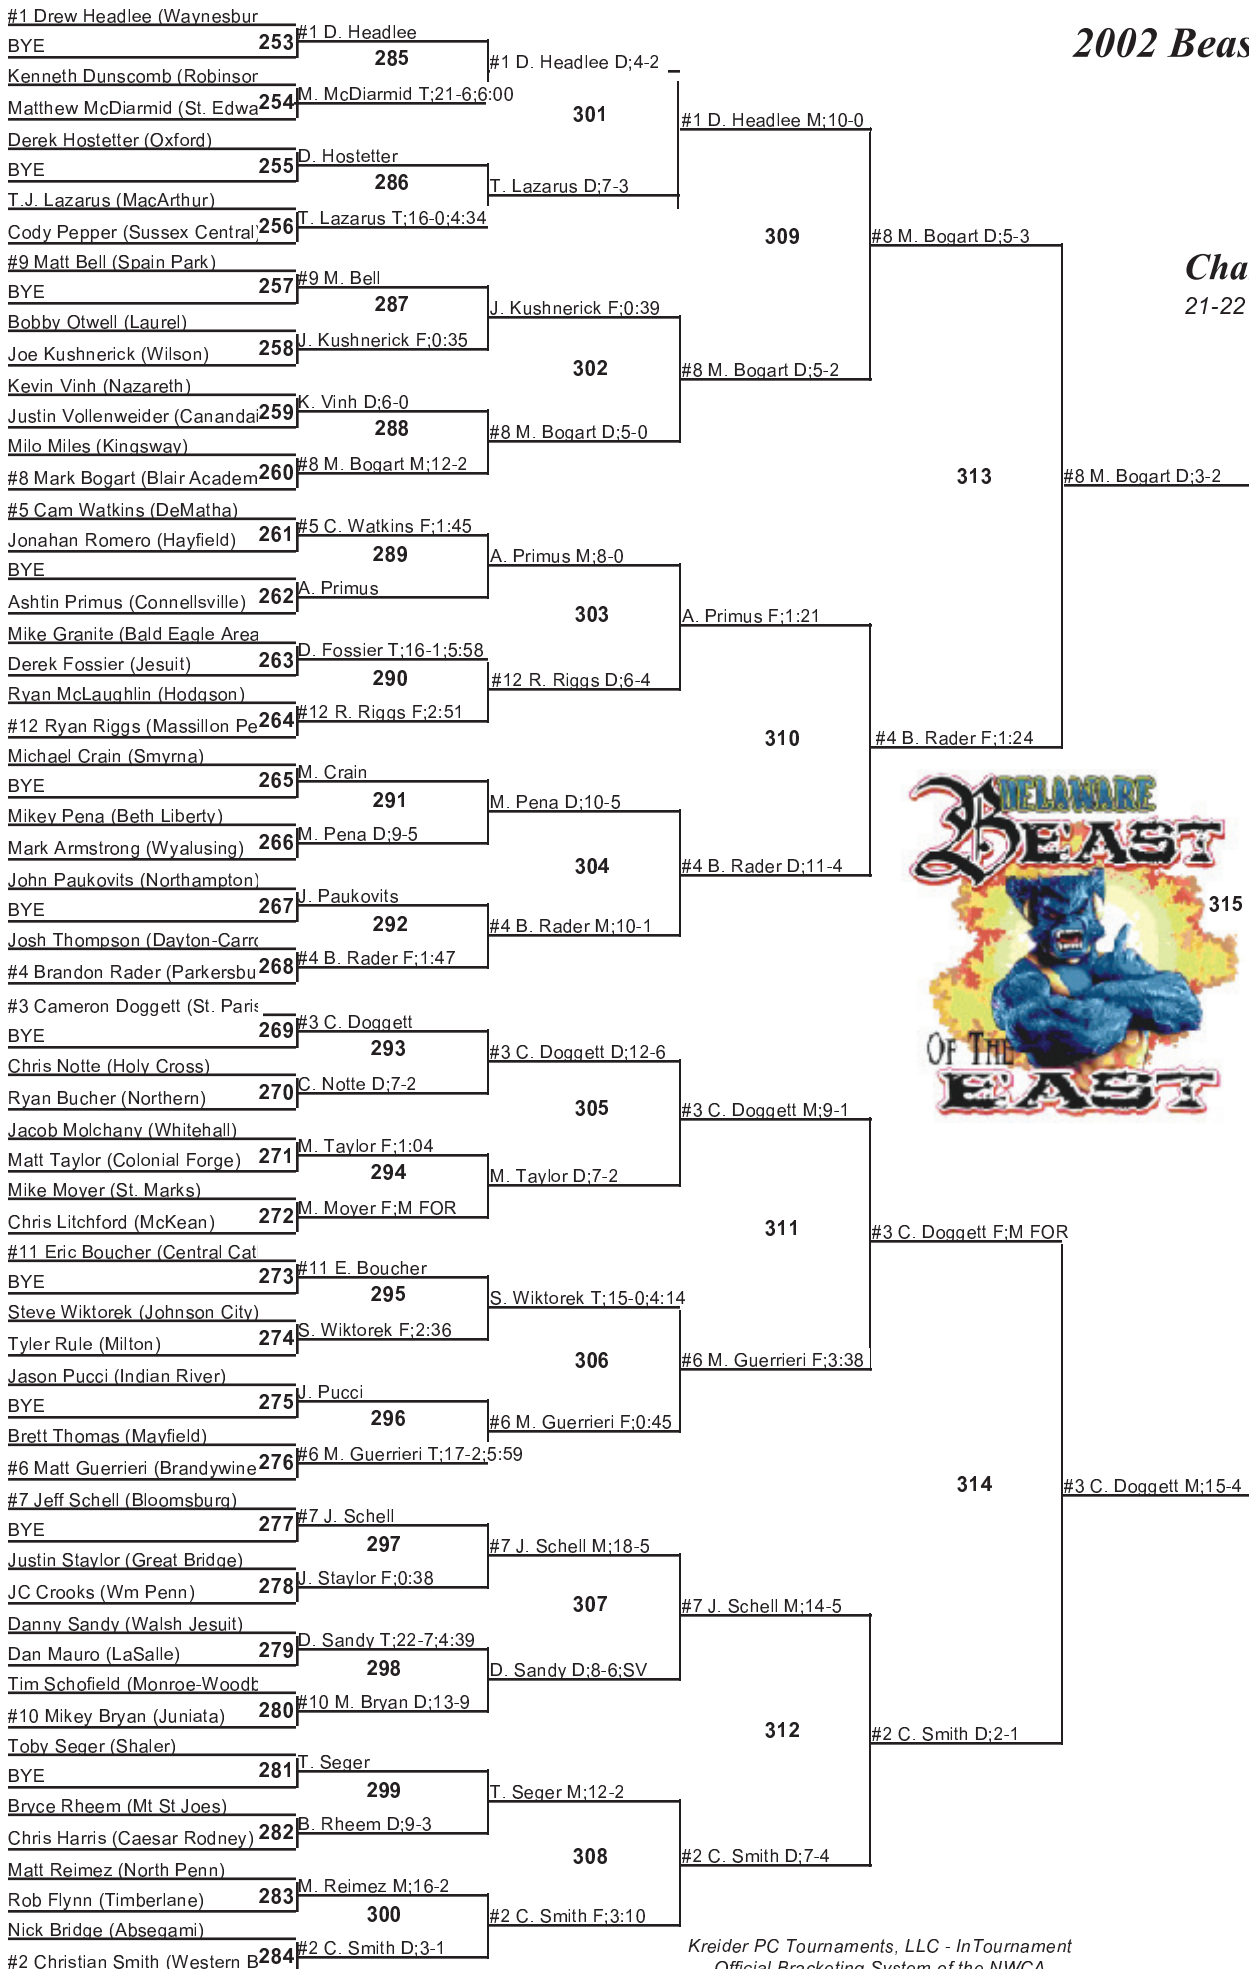 #1 Drew Headlee (Waynesbur
BYE
253
Kenneth Dunscomb (Robinsor
Matthew McDiarmid (St. Edwa
254
Derek Hostetter (Oxford)
BYE
255
T.J. Lazarus (MacArthur)
Cody Pepper (Sussex Central)
256
#9 Matt Bell (Spain Park)
BYE
257
Bobby Otwell (Laurel)
Joe Kushnerick (Wilson)
258
Kevin Vinh (Nazareth)
Justin Vollenweider (Canandai
259
Milo Miles (Kingsway)
#8 Mark Bogart (Blair Academ
260
#5 Cam Watkins (DeMatha)
Jonahan Romero (Hayfield)
261
BYE
Ashtin Primus (Connellsville)
262
Mike Granite (Bald Eagle Area
Derek Fossier (Jesuit)
263
Ryan McLaughlin (Hodgson)
#12 Ryan Riggs (Massillon Pe
264
Michael Crain (Smyrna)
BYE
265
Mikey Pena (Beth Liberty)
Mark Armstrong (Wyalusing)
266
John Paukovits (Northampton)
BYE
267
Josh Thompson (Dayton-Carro
#4 Brandon Rader (Parkersbu
268
#3 Cameron Doggett (St. Paris
BYE
269
Chris Notte (Holy Cross)
Ryan Bucher (Northern)
270
Jacob Molchany (Whitehall)
Matt Taylor (Colonial Forge)
271
Mike Moyer (St. Marks)
Chris Litchford (McKean)
272
#11 Eric Boucher (Central Cat
BYE
273
Steve Wiktorek (Johnson City)
Tyler Rule (Milton)
274
Jason Pucci (Indian River)
BYE
275
Brett Thomas (Mayfield)
#6 Matt Guerrieri (Brandywine
276
#7 Jeff Schell (Bloomsburg)
BYE
277
Justin Staylor (Great Bridge)
JC Crooks (Wm Penn)
278
Danny Sandy (Walsh Jesuit)
Dan Mauro (LaSalle)
279
Tim Schofield (Monroe-Woodb
#10 Mikey Bryan (Juniata)
280
Toby Seger (Shaler)
BYE
281
Bryce Rheem (Mt St Joes)
Chris Harris (Caesar Rodney)
282
Matt Reimez (North Penn)
Rob Flynn (Timberlane)
283
Nick Bridge (Absegami)
#2 Christian Smith (Western B
284
#1 D. Headlee
285
M. McDiarmid T;21-6;6:00
D. Hostetter
286
T. Lazarus T;16-0;4:34
#9 M. Bell
287
J. Kushnerick F;0:35
K. Vinh D;6-0
288
#8 M. Bogart M;12-2
#5 C. Watkins F;1:45
289
A. Primus
D. Fossier T;16-1;5:58
290
#12 R. Riggs F;2:51
M. Crain
291
M. Pena D;9-5
J. Paukovits
292
#4 B. Rader F;1:47
#3 C. Doggett
293
C. Notte D;7-2
M. Taylor F;1:04
294
M. Moyer F;M FOR
#11 E. Boucher
295
S. Wiktorek F;2:36
J. Pucci
296
#6 M. Guerrieri T;17-2;5:59
#7 J. Schell
297
J. Staylor F;0:38
D. Sandy T;22-7;4:39
298
#10 M. Bryan D;13-9
T. Seger
299
B. Rheem D;9-3
M. Reimez M;16-2
300
#2 C. Smith D;3-1
#1 D. Headlee D;4-2
301
T. Lazarus D;7-3
J. Kushnerick F;0:39
302
#8 M. Bogart D;5-0
A. Primus M;8-0
303
#12 R. Riggs D;6-4
M. Pena D;10-5
304
#4 B. Rader M;10-1
#3 C. Doggett D;12-6
305
M. Taylor D;7-2
S. Wiktorek T;15-0;4:14
306
#6 M. Guerrieri F;0:45
#7 J. Schell M;18-5
307
D. Sandy D;8-6;SV
T. Seger M;12-2
308
#2 C. Smith F;3:10
#1 D. Headlee M;10-0
309
#8 M. Bogart D;5-2
A. Primus F;1:21
310
#4 B. Rader D;11-4
#3 C. Doggett M;9-1
311
#6 M. Guerrieri F;3:38
#7 J. Schell M;14-5
312
#2 C. Smith D;7-4
#8 M. Bogart D;5-3
313
#4 B. Rader F;1:24
#3 C. Doggett F;M FOR
314
#2 C. Smith D;2-1
#8 M. Bogart D;3-2
315
#3 C. Doggett M;15-4
2002 Beas
Cha
21-22
DELAWARE
BEAST
OF THE
EAST
Kreider PC Tournaments, LLC - InTournament
Official Bracketing System of the NWCA